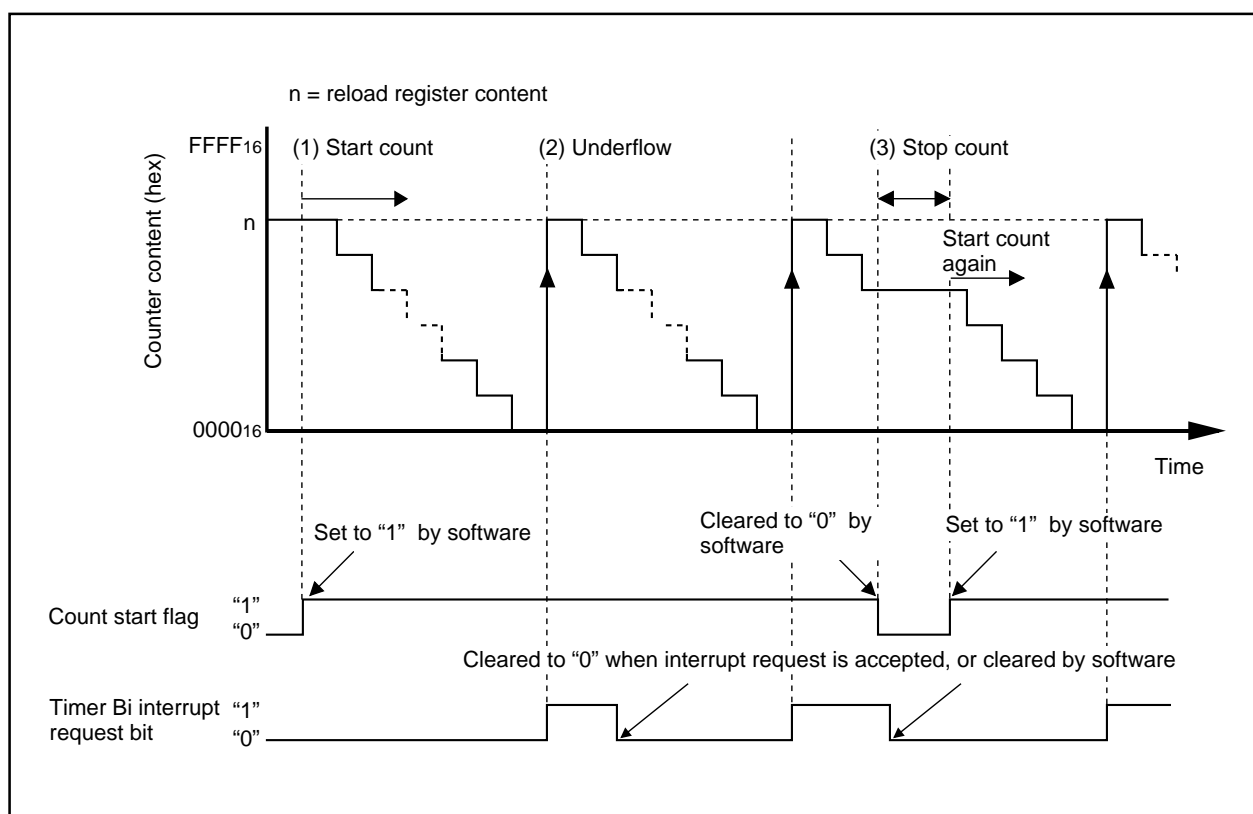 n = reload register content
FFFF16
(1) Start count
(2) Underflow
(3) Stop count
Counter content (hex)
n
Start count
again
000016
Time
Set to “1” by software
Cleared to “0” by
software
Set to “1” by software
Count start flag
“1”
“0”
Cleared to “0” when interrupt request is accepted, or cleared by software
Timer Bi interrupt
request bit
“1”
“0”